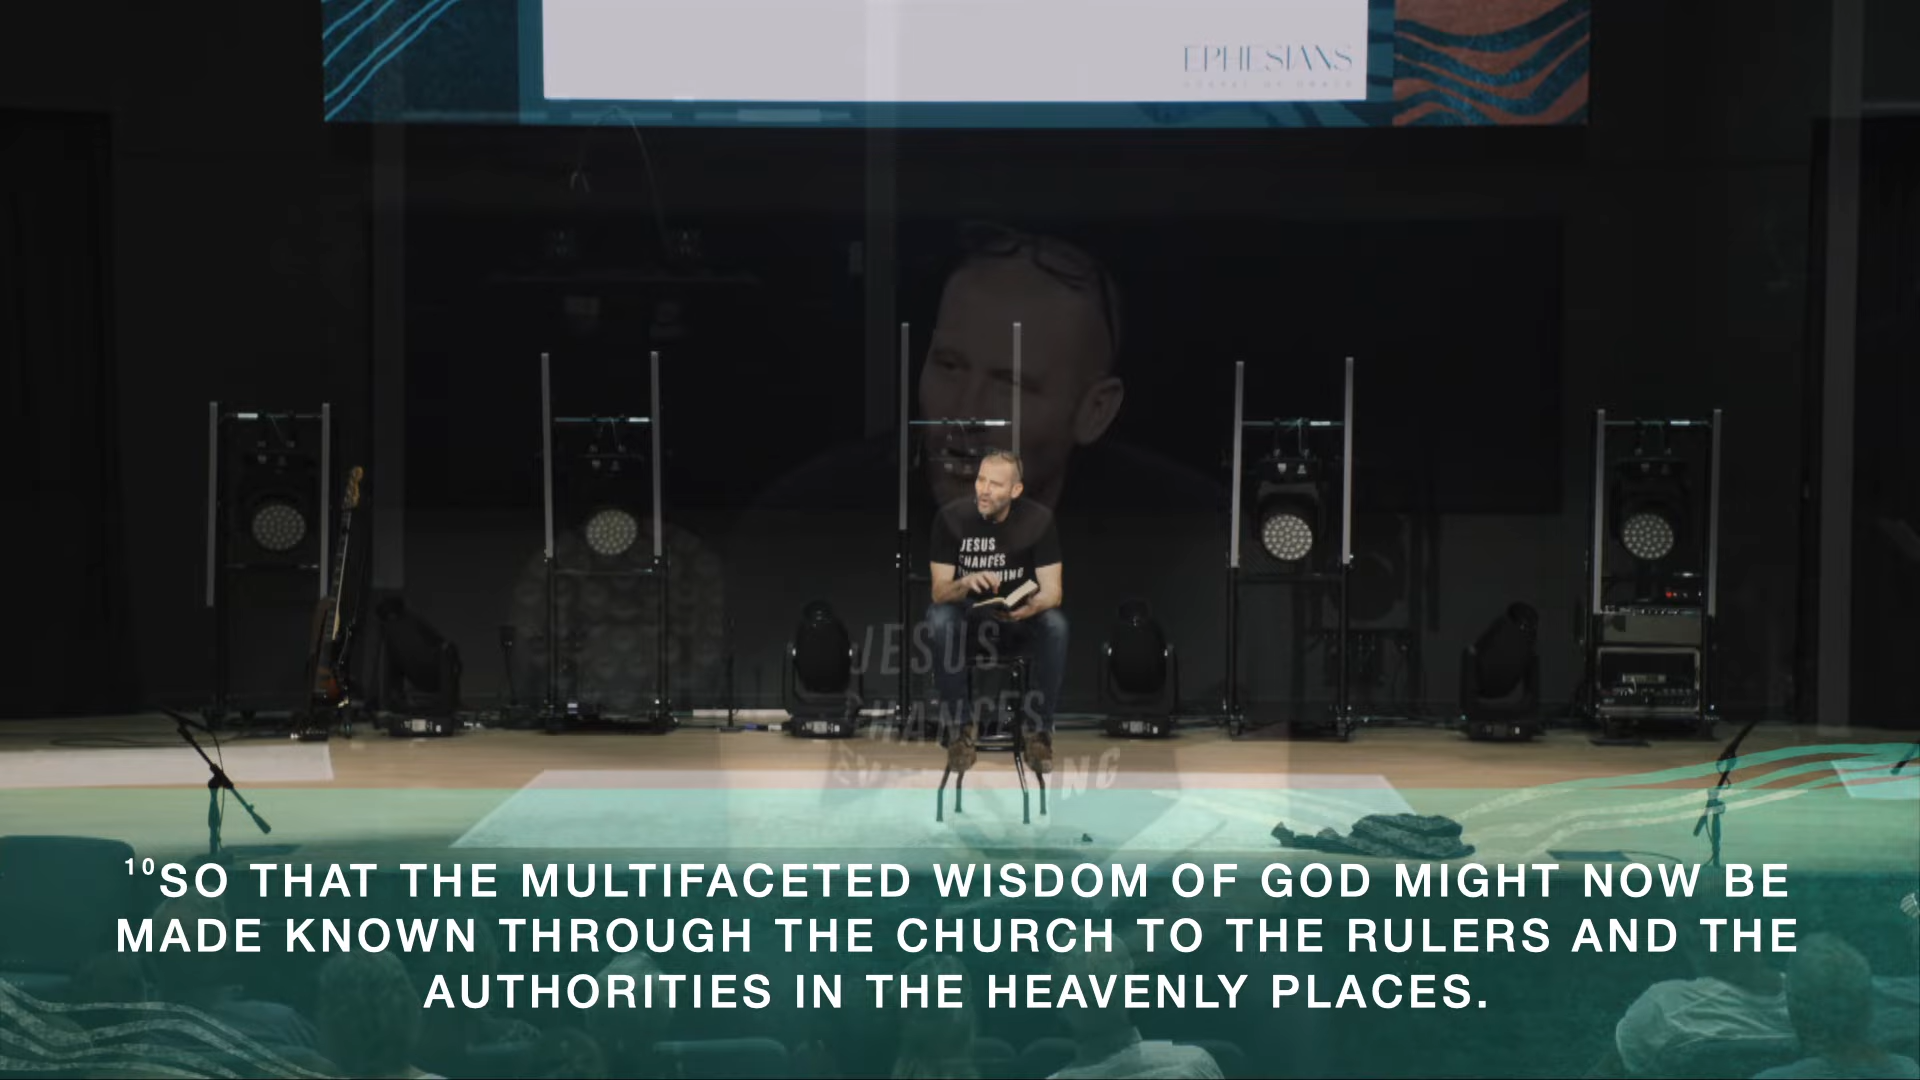 EPHESIANS
JESUS
CHANGES
JESUS
CHANGES
¹⁰SO THAT THE MULTIFACETED WISDOM OF GOD MIGHT NOW BE
MADE KNOWN THROUGH THE CHURCH TO THE RULERS AND THE
AUTHORITIES IN THE HEAVENLY PLACES.